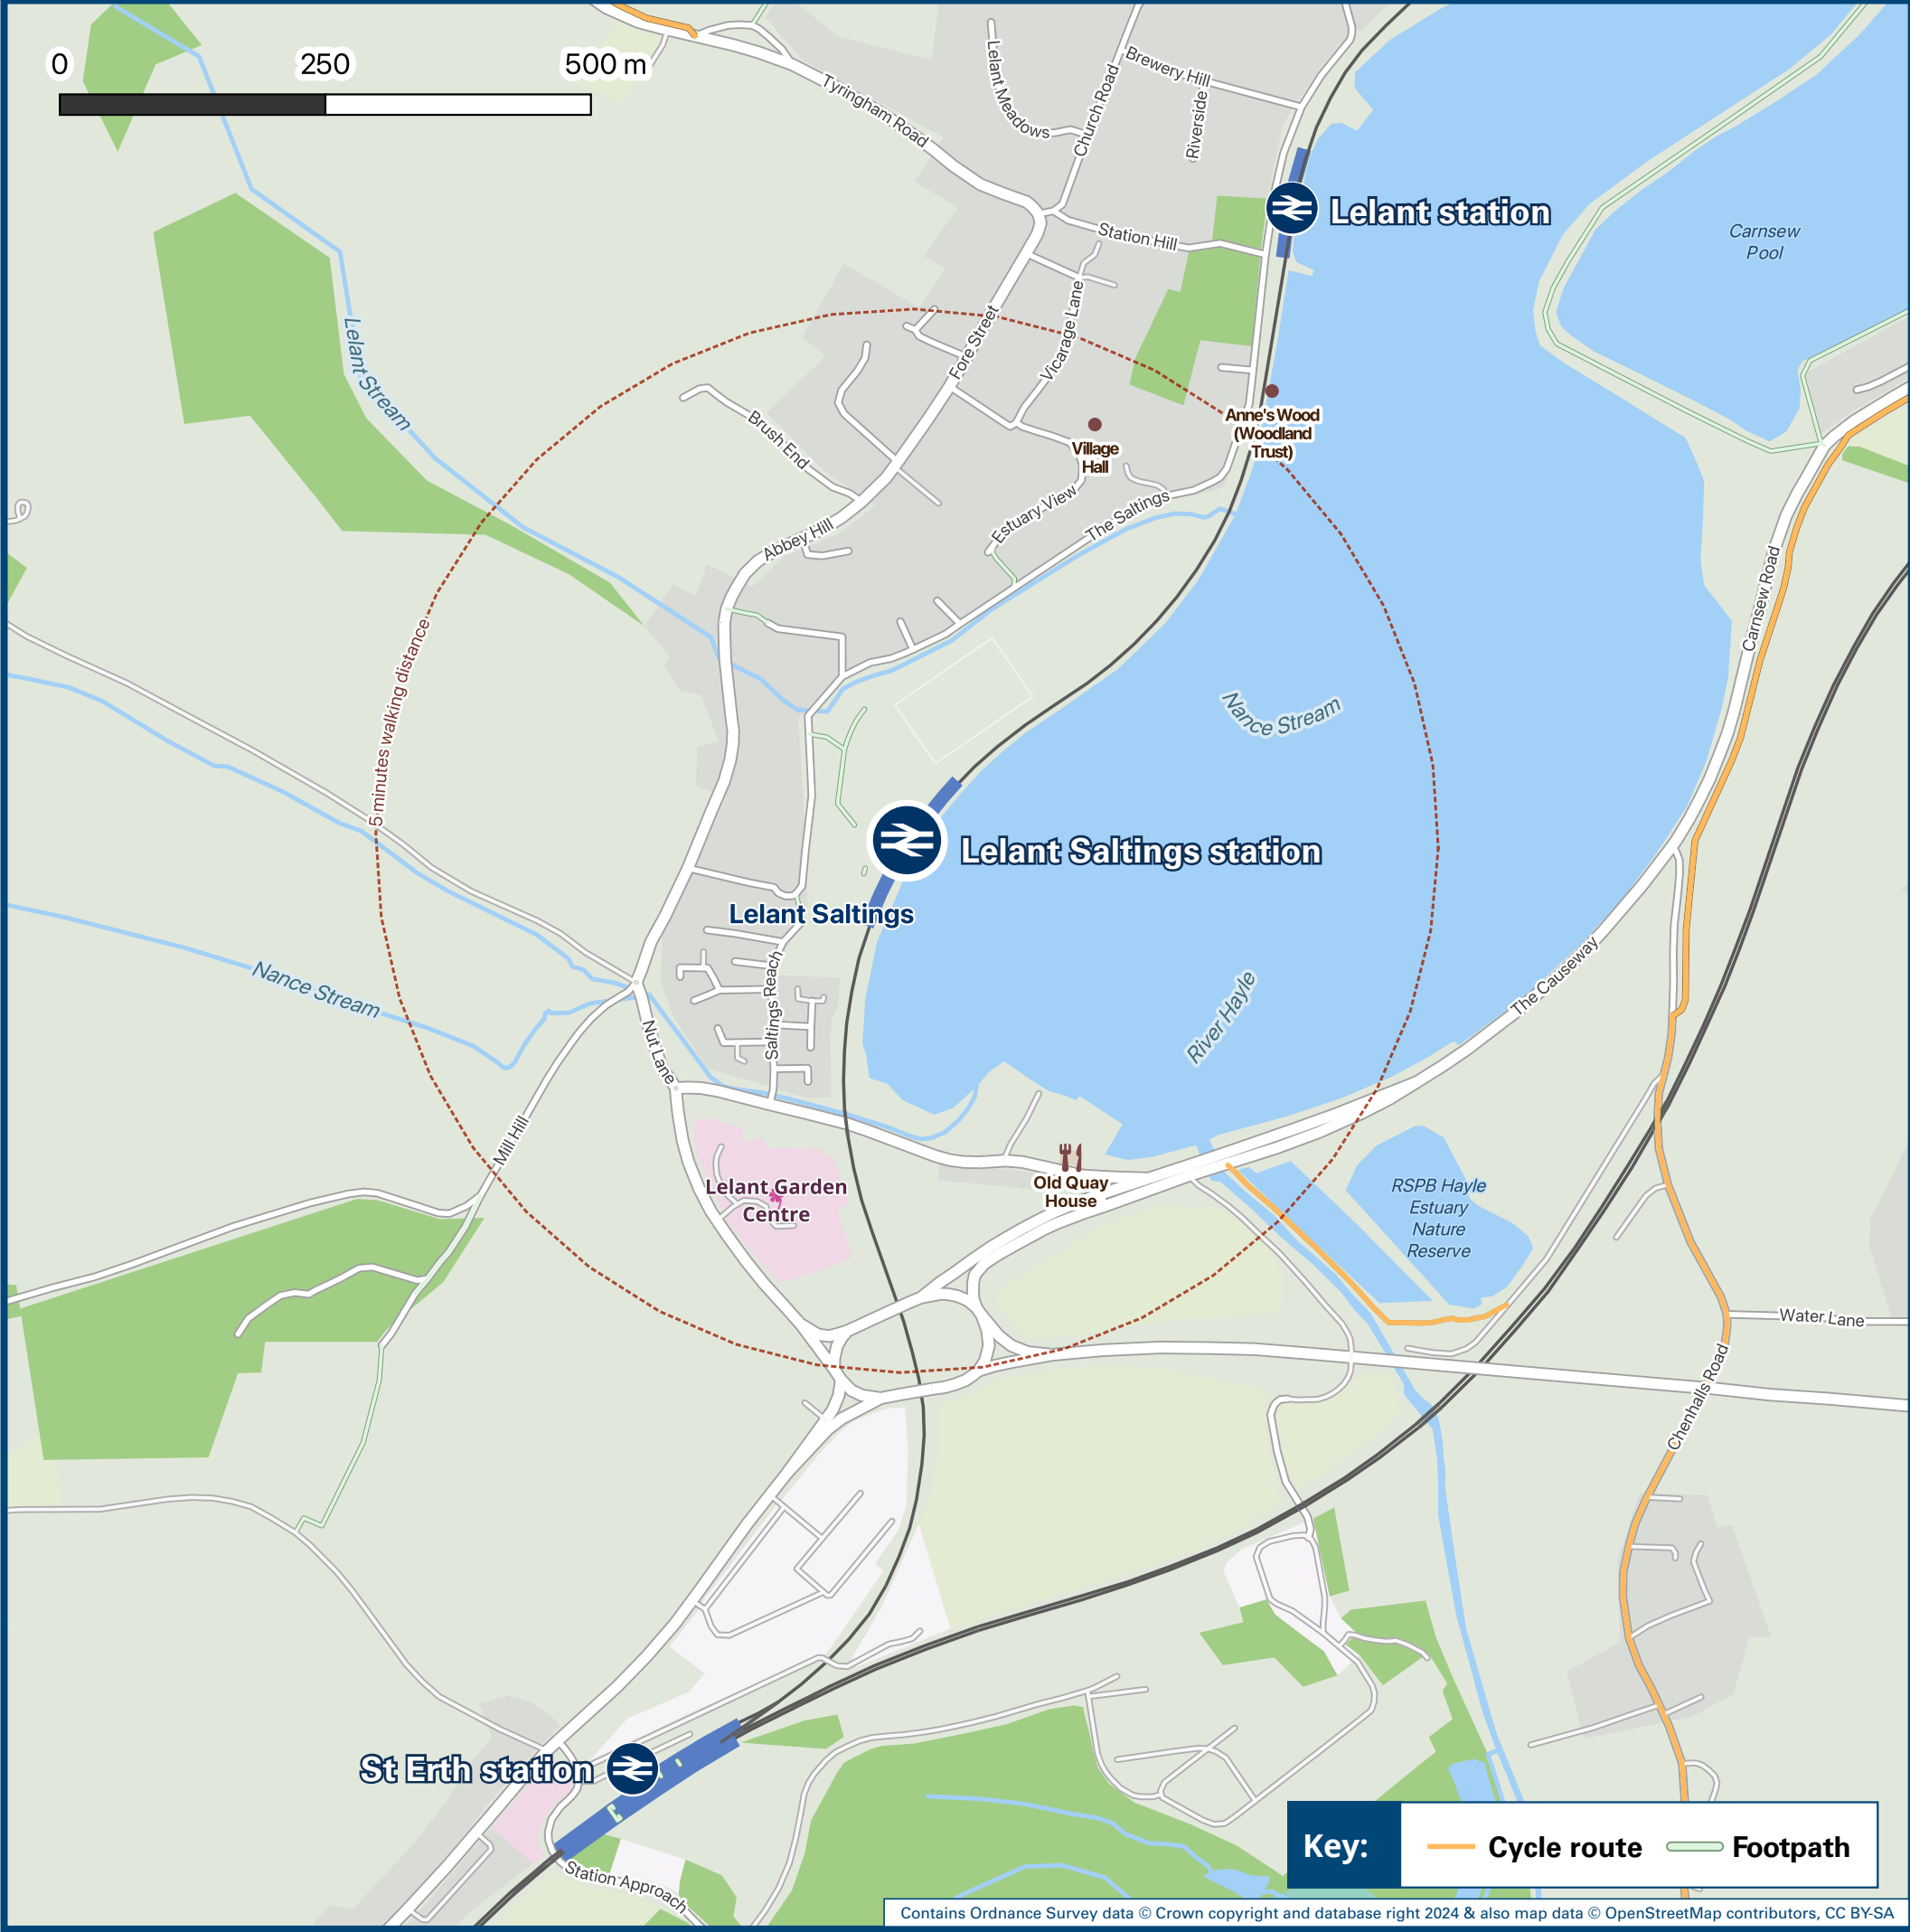 0 250 500 m
Tyringham Road
Lelant Meadows
Church Road
Brewery Hill
Riverside
Lelant station
Station Hill
Carnsew
Pool
Lelant Stream
Fore Street
Vicarage Lane
Brush End
Village
Hall
Anne's Wood
(Woodland
Trust)
Abbey Hill
Estuary View
The Saltings
Carnsew Road
5 minutes walking distance
Nance Stream
Lelant Saltings station
Lelant Saltings
Nance Stream
Saltings Reach
River Hayle
The Causeway
Nut Lane
Mill Hill
Lelant Garden
Centre
Old Quay
House
RSPB Hayle
Estuary
Nature
Reserve
Water Lane
Chenhalls Road
St Erth station
Station Approach
Key: Cycle route Footpath
Contains Ordnance Survey data © Crown copyright and database right 2024 & also map data © OpenStreetMap contributors, CC BY-SA